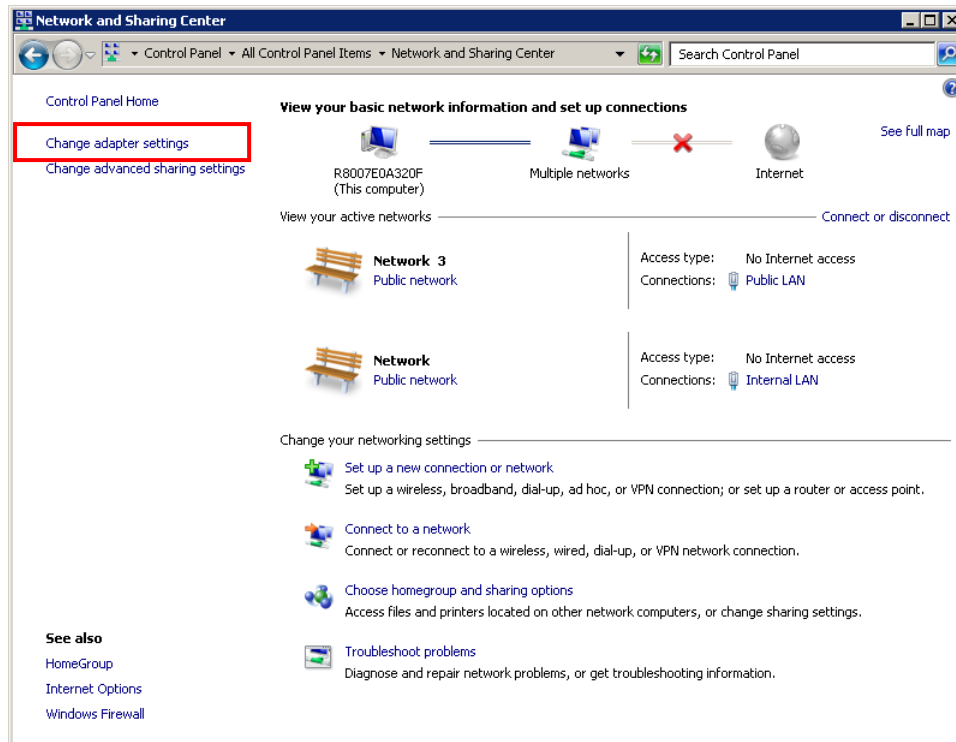 Network and Sharing Center
Control Panel All Control Panel Items Network and Sharing Center Search Control Panel
Control Panel Home
Change adapter settings
Change advanced sharing settings
View your basic network information and set up connections
See full map
R8007E0A320F
(This computer)
Multiple networks
Internet
View your active networks
Connect or disconnect
Network 3
Public network
Access type: No Internet access
Connections: Public LAN
Network
Public network
Access type: No Internet access
Connections: Internal LAN
Change your networking settings
Set up a new connection or network
Set up a wireless, broadband, dial-up, ad hoc, or VPN connection; or set up a router or access point.
Connect to a network
Connect or reconnect to a wireless, wired, dial-up, or VPN network connection.
Choose homegroup and sharing options
Access files and printers located on other network computers, or change sharing settings.
Troubleshoot problems
Diagnose and repair network problems, or get troubleshooting information.
See also
HomeGroup
Internet Options
Windows Firewall